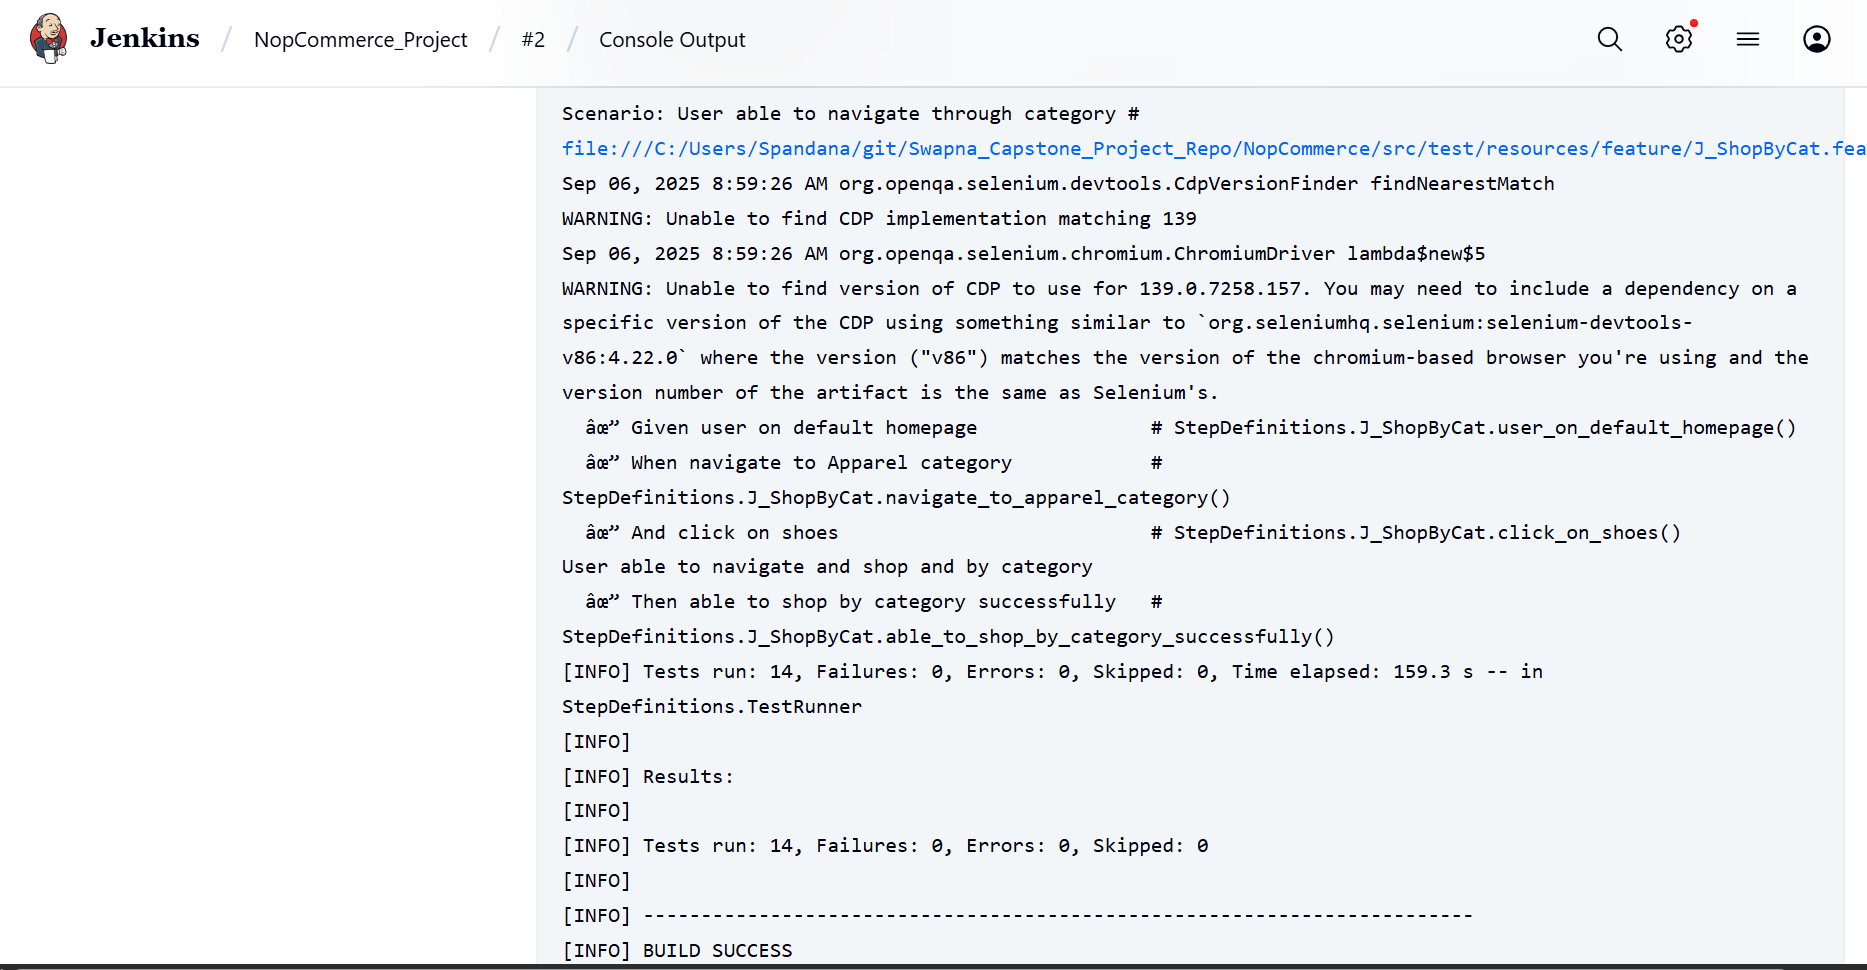 Jenkins / NopCommerce_Project / #2 / Console Output
Scenario: User able to navigate through category #
file:///C:/Users/Spandana/git/Swapna_Capstone_Project_Repo/NopCommerce/src/test/resources/feature/J_ShopByCat.fea
Sep 06, 2025 8:59:26 AM org.openqa.selenium.devtools.CdpVersionFinder findNearestMatch
WARNING: Unable to find CDP implementation matching 139
Sep 06, 2025 8:59:26 AM org.openqa.selenium.chromium.ChromiumDriver lambda$new$5
WARNING: Unable to find version of CDP to use for 139.0.7258.157. You may need to include a dependency on a
specific version of the CDP using something similar to `org.seleniumhq.selenium:selenium-devtools-
v86:4.22.0` where the version ("v86") matches the version of the chromium-based browser you're using and the
version number of the artifact is the same as Selenium's.
âœ” Given user on default homepage # StepDefinitions.J_ShopByCat.user_on_default_homepage()
âœ” When navigate to Apparel category #
StepDefinitions.J_ShopByCat.navigate_to_apparel_category()
âœ” And click on shoes # StepDefinitions.J_ShopByCat.click_on_shoes()
User able to navigate and shop and by category
âœ” Then able to shop by category successfully #
StepDefinitions.J_ShopByCat.able_to_shop_by_category_successfully()
[INFO] Tests run: 14, Failures: 0, Errors: 0, Skipped: 0, Time elapsed: 159.3 s -- in
StepDefinitions.TestRunner
[INFO]
[INFO] Results:
[INFO]
[INFO] Tests run: 14, Failures: 0, Errors: 0, Skipped: 0
[INFO]
[INFO] ------------------------------------------------------------------------
[INFO] BUILD SUCCESS